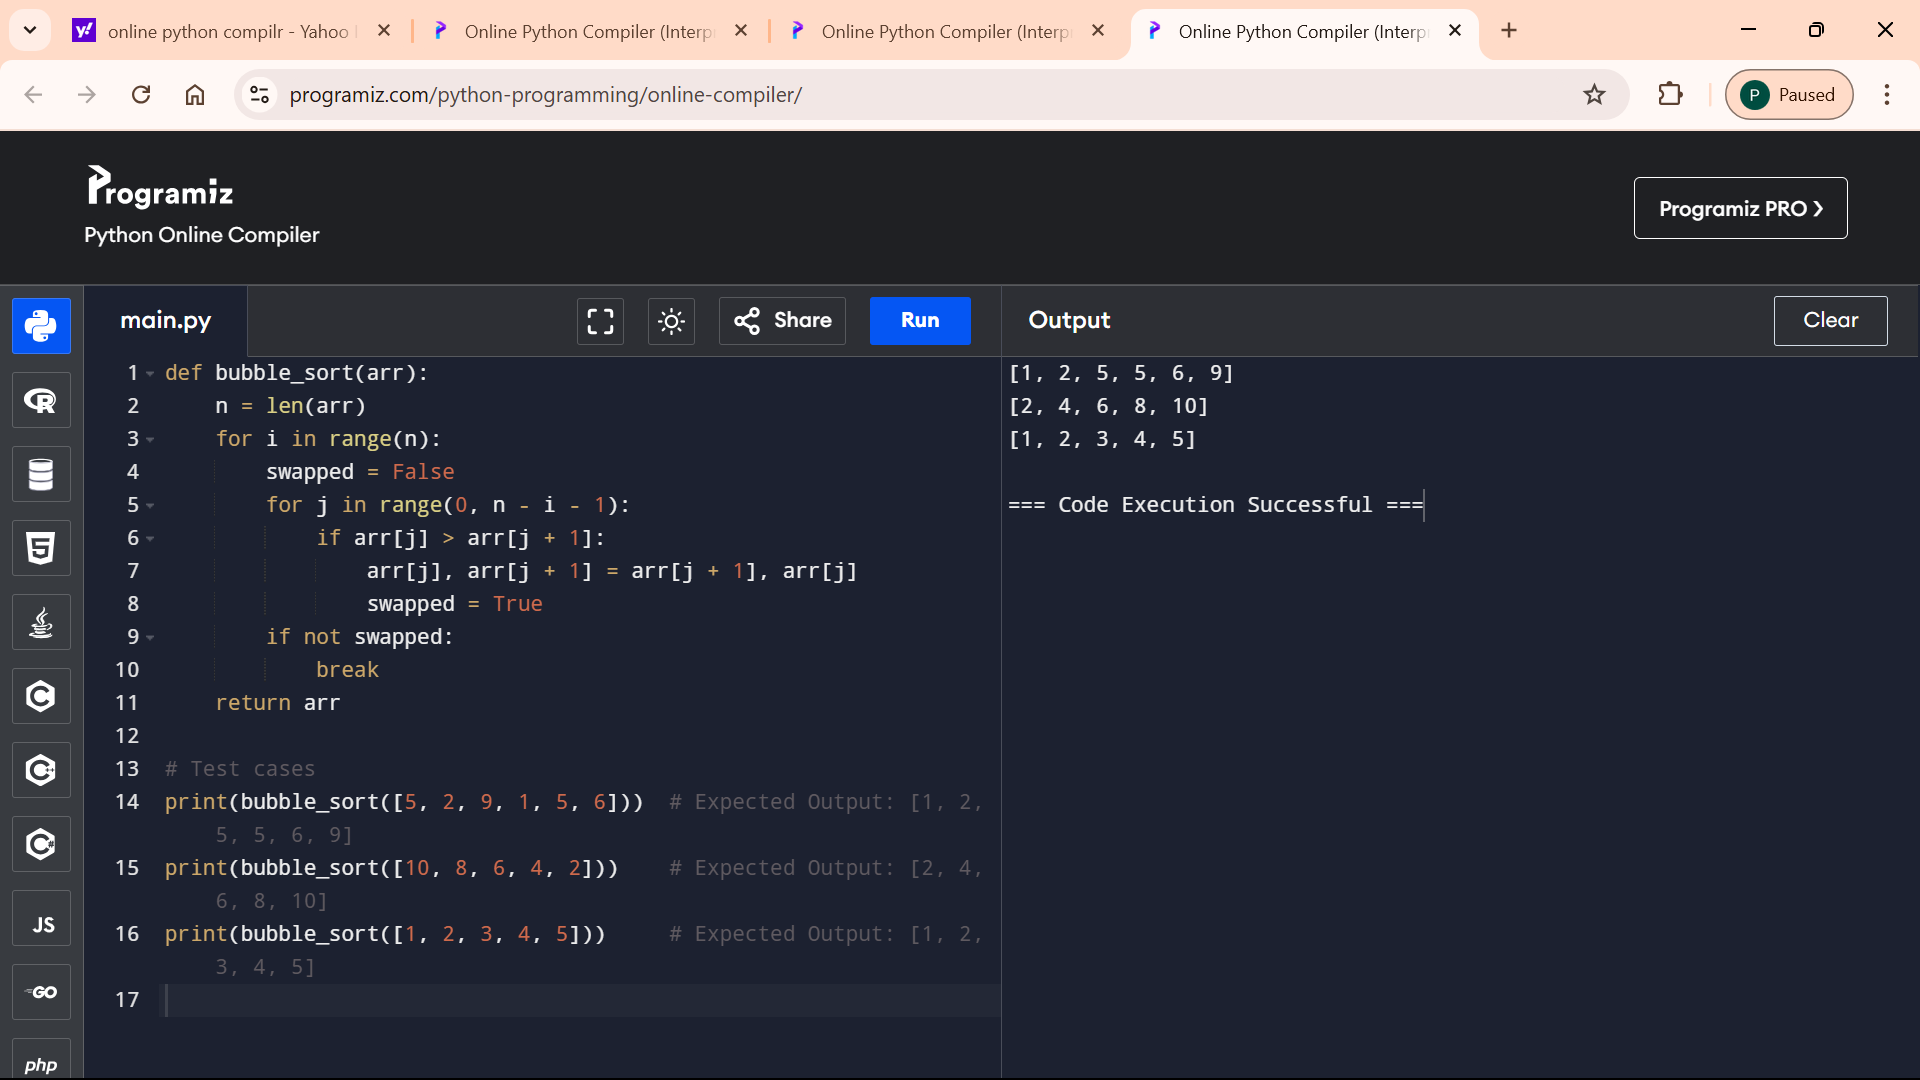 online python compilr - Yahoo
Online Python Compiler (Interp
Online Python Compiler (Interp
Online Python Compiler (Interp
programiz.com/python-programming/online-compiler/
P Paused
Programiz
Python Online Compiler
Programiz PRO ❯
main.py
Share
Run
Output
Clear
1 def bubble_sort(arr):
2 n = len(arr)
3 for i in range(n):
4 swapped = False
5 for j in range(0, n - i - 1):
6 if arr[j] > arr[j + 1]:
7 arr[j], arr[j + 1] = arr[j + 1], arr[j]
8 swapped = True
9 if not swapped:
10 break
11 return arr
12
13 # Test cases
14 print(bubble_sort([5, 2, 9, 1, 5, 6])) # Expected Output: [1, 2,
5, 5, 6, 9]
15 print(bubble_sort([10, 8, 6, 4, 2])) # Expected Output: [2, 4,
6, 8, 10]
16 print(bubble_sort([1, 2, 3, 4, 5])) # Expected Output: [1, 2,
3, 4, 5]
17
[1, 2, 5, 5, 6, 9]
[2, 4, 6, 8, 10]
[1, 2, 3, 4, 5]
=== Code Execution Successful ===
R
5
C
C++
C#
JS
GO
php